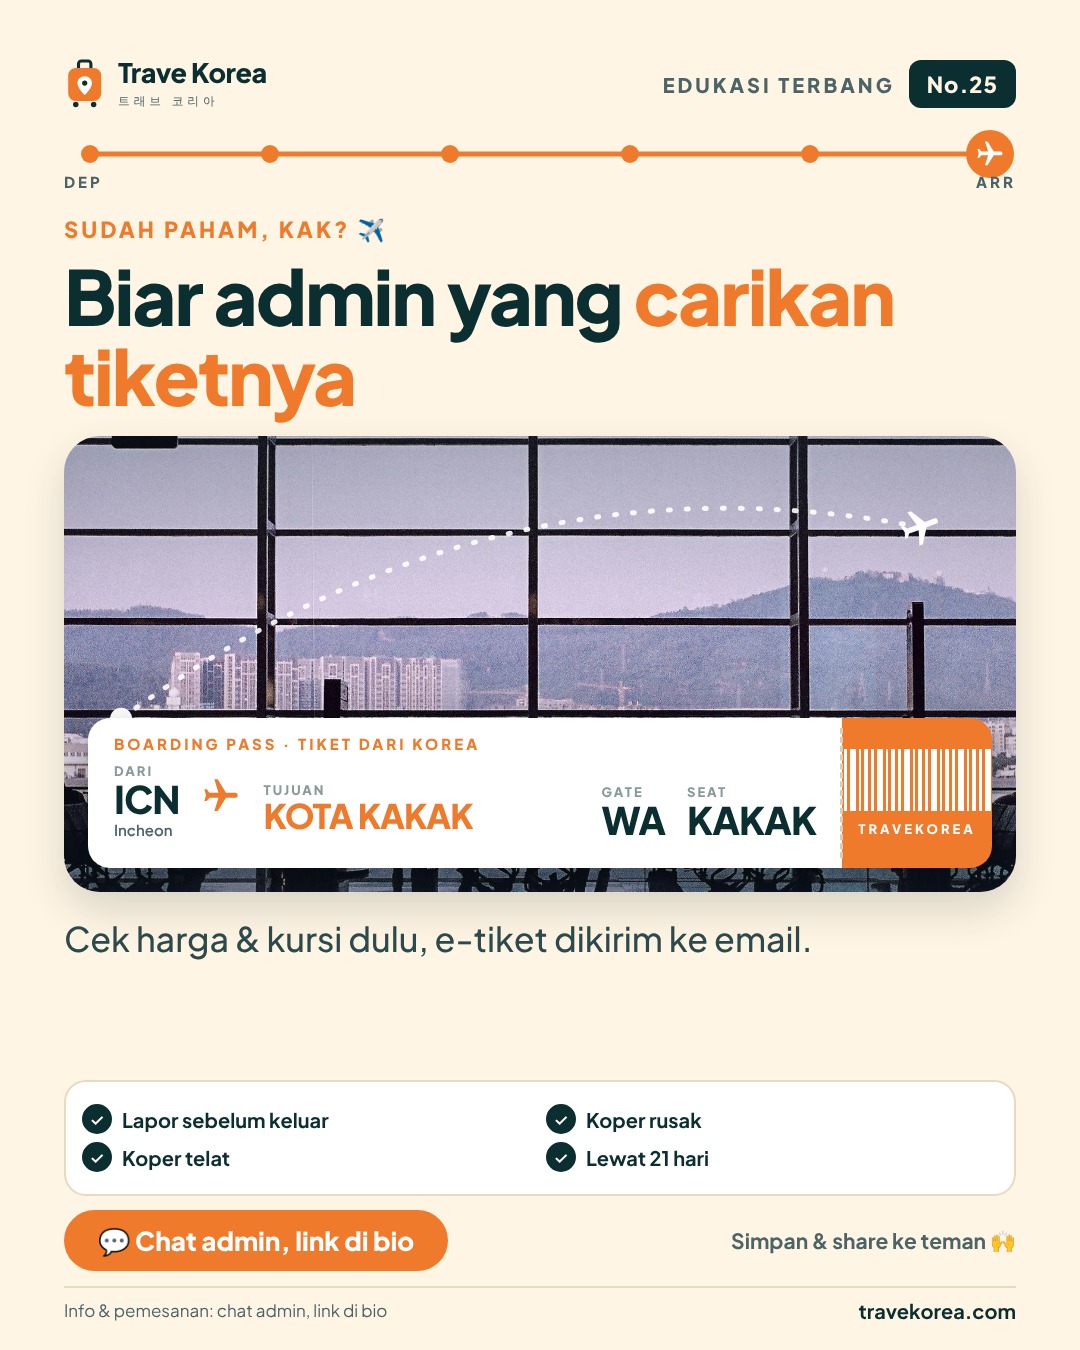 Trave Korea
트래브 코리아
EDUKASI TERBANG
No.25
DEP
ARR
SUDAH PAHAM, KAK? ✈️
Biar admin yang carikan
tiketnya
BOARDING PASS · TIKET DARI KOREA
DARI
ICN
Incheon
TUJUAN
KOTA KAKAK
GATE
WA
SEAT
KAKAK
TRAVEKOREA
Cek harga & kursi dulu, e-tiket dikirim ke email.
Lapor sebelum keluar
Koper rusak
Koper telat
Lewat 21 hari
💬 Chat admin, link di bio
Simpan & share ke teman 🙌
Info & pemesanan: chat admin, link di bio
travekorea.com